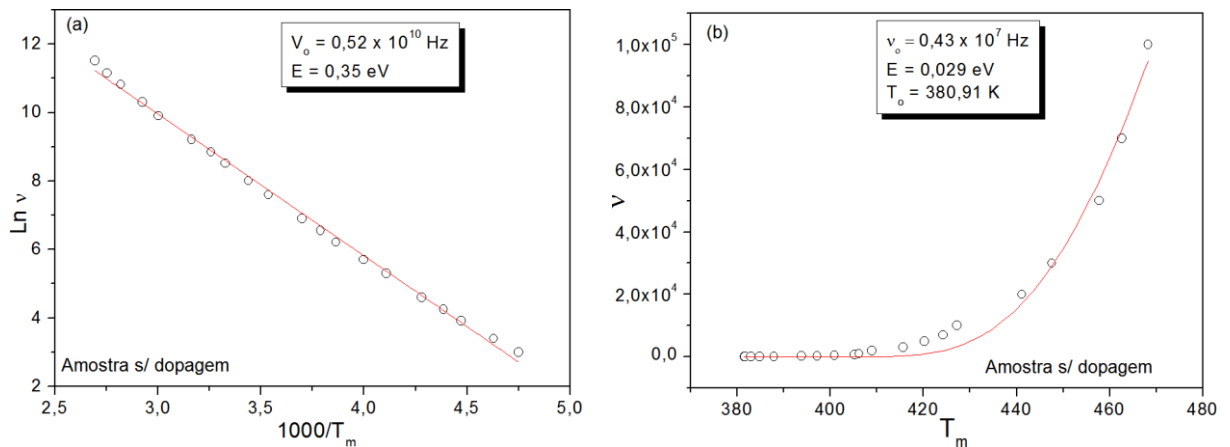 (a)
V₀ = 0,52 x 10¹⁰ Hz
E = 0,35 eV
12
10
8
6
4
2
Ln ν
Amostra s/ dopagem
2,5 3,0 3,5 4,0 4,5 5,0
1000/Tₘ
(b)
ν₀ = 0,43 x 10⁷ Hz
E = 0,029 eV
T₀ = 380,91 K
1,0x10⁵
8,0x10⁴
6,0x10⁴
4,0x10⁴
2,0x10⁴
0,0
ν
Amostra s/ dopagem
380 400 420 440 460 480
Tₘ